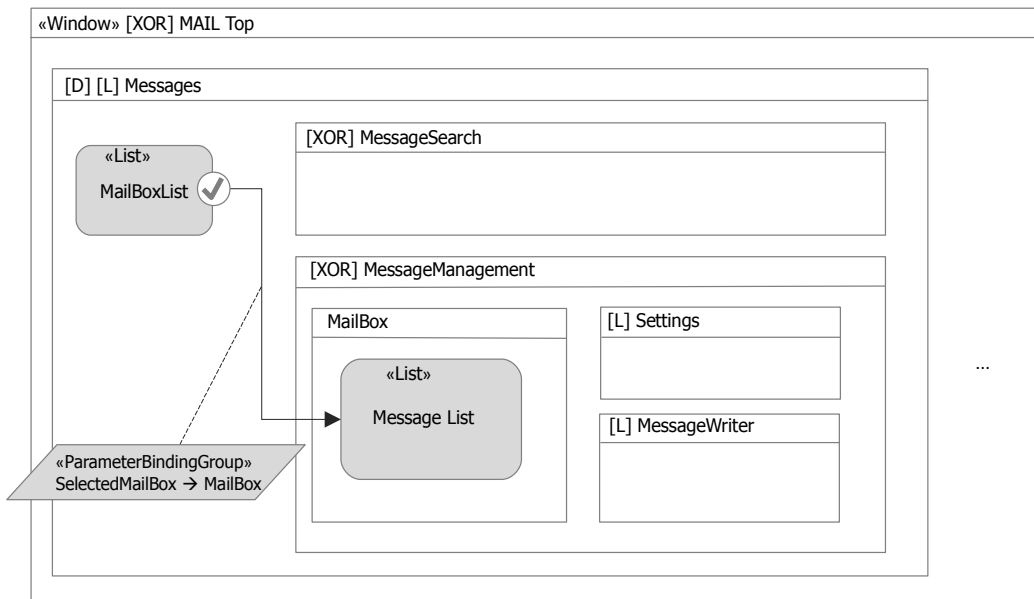 «Window» [XOR] MAIL Top
[D] [L] Messages
«List»
MailBoxList
[XOR] MessageSearch
[XOR] MessageManagement
MailBox
«List»
Message List
[L] Settings
[L] MessageWriter
...
«ParameterBindingGroup»
SelectedMailBox → MailBox